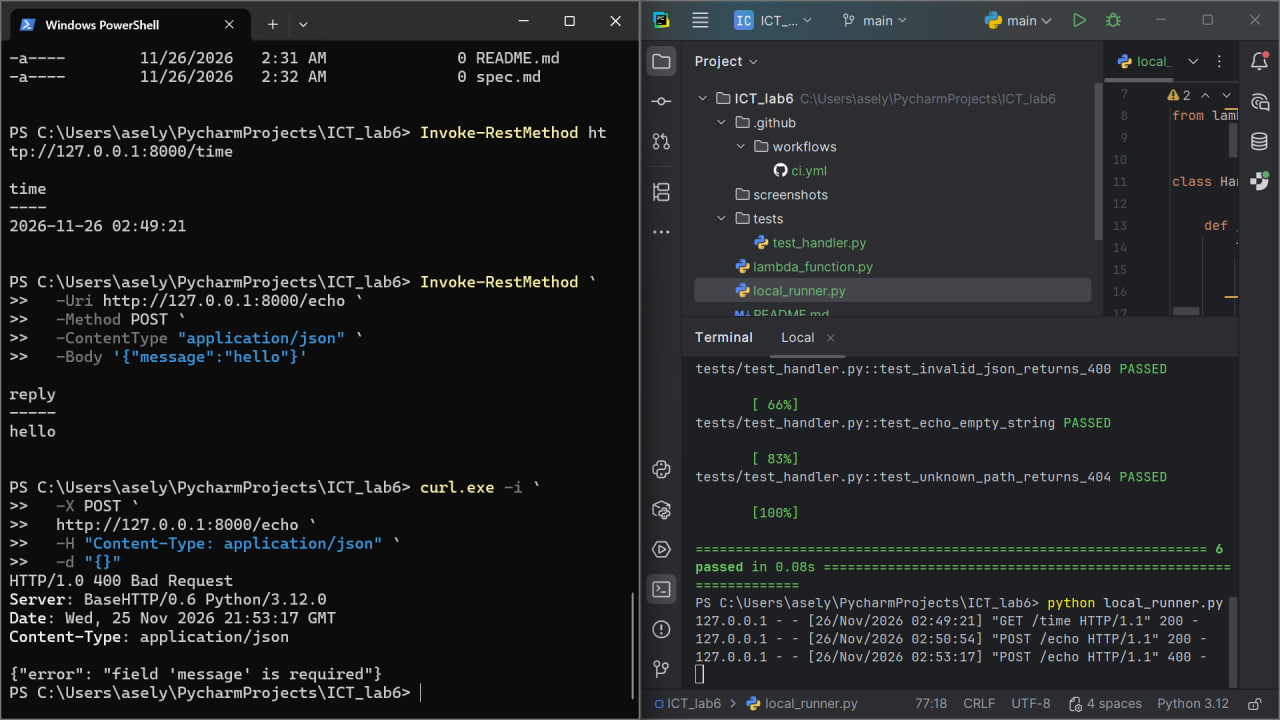 Windows PowerShell
-a---- 11/26/2026 2:31 AM 0 README.md
-a---- 11/26/2026 2:32 AM 0 spec.md
PS C:\Users\asely\PycharmProjects\ICT_lab6> Invoke-RestMethod ht
tp://127.0.0.1:8000/time
time
----
2026-11-26 02:49:21
PS C:\Users\asely\PycharmProjects\ICT_lab6> Invoke-RestMethod `
>> -Uri http://127.0.0.1:8000/echo `
>> -Method POST `
>> -ContentType "application/json" `
>> -Body '{"message":"hello"}'
reply
-----
hello
PS C:\Users\asely\PycharmProjects\ICT_lab6> curl.exe -i `
>> -X POST `
>> http://127.0.0.1:8000/echo `
>> -H "Content-Type: application/json" `
>> -d "{}"
HTTP/1.0 400 Bad Request
Server: BaseHTTP/0.6 Python/3.12.0
Date: Wed, 25 Nov 2026 21:53:17 GMT
Content-Type: application/json
{"error": "field 'message' is required"}
PS C:\Users\asely\PycharmProjects\ICT_lab6>
PC IC ICT_... main main
Project
ICT_lab6 C:\Users\asely\PycharmProjects\ICT_lab6
.github
workflows
ci.yml
screenshots
tests
test_handler.py
lambda_function.py
local_runner.py
README.md
local_
7 2
8 from lam
9
10
11 class Han
12
13 def
14
15
16
17
Terminal Local
tests/test_handler.py::test_invalid_json_returns_400 PASSED
[ 66%]
tests/test_handler.py::test_echo_empty_string PASSED
[ 83%]
tests/test_handler.py::test_unknown_path_returns_404 PASSED
[100%]
================================================================ 6
passed in 0.08s ===================================================
=============
PS C:\Users\asely\PycharmProjects\ICT_lab6> python local_runner.py
127.0.0.1 - - [26/Nov/2026 02:49:21] "GET /time HTTP/1.1" 200 -
127.0.0.1 - - [26/Nov/2026 02:50:54] "POST /echo HTTP/1.1" 200 -
127.0.0.1 - - [26/Nov/2026 02:53:17] "POST /echo HTTP/1.1" 400 -
ICT_lab6 > local_runner.py 77:18 CRLF UTF-8 4 spaces Python 3.12